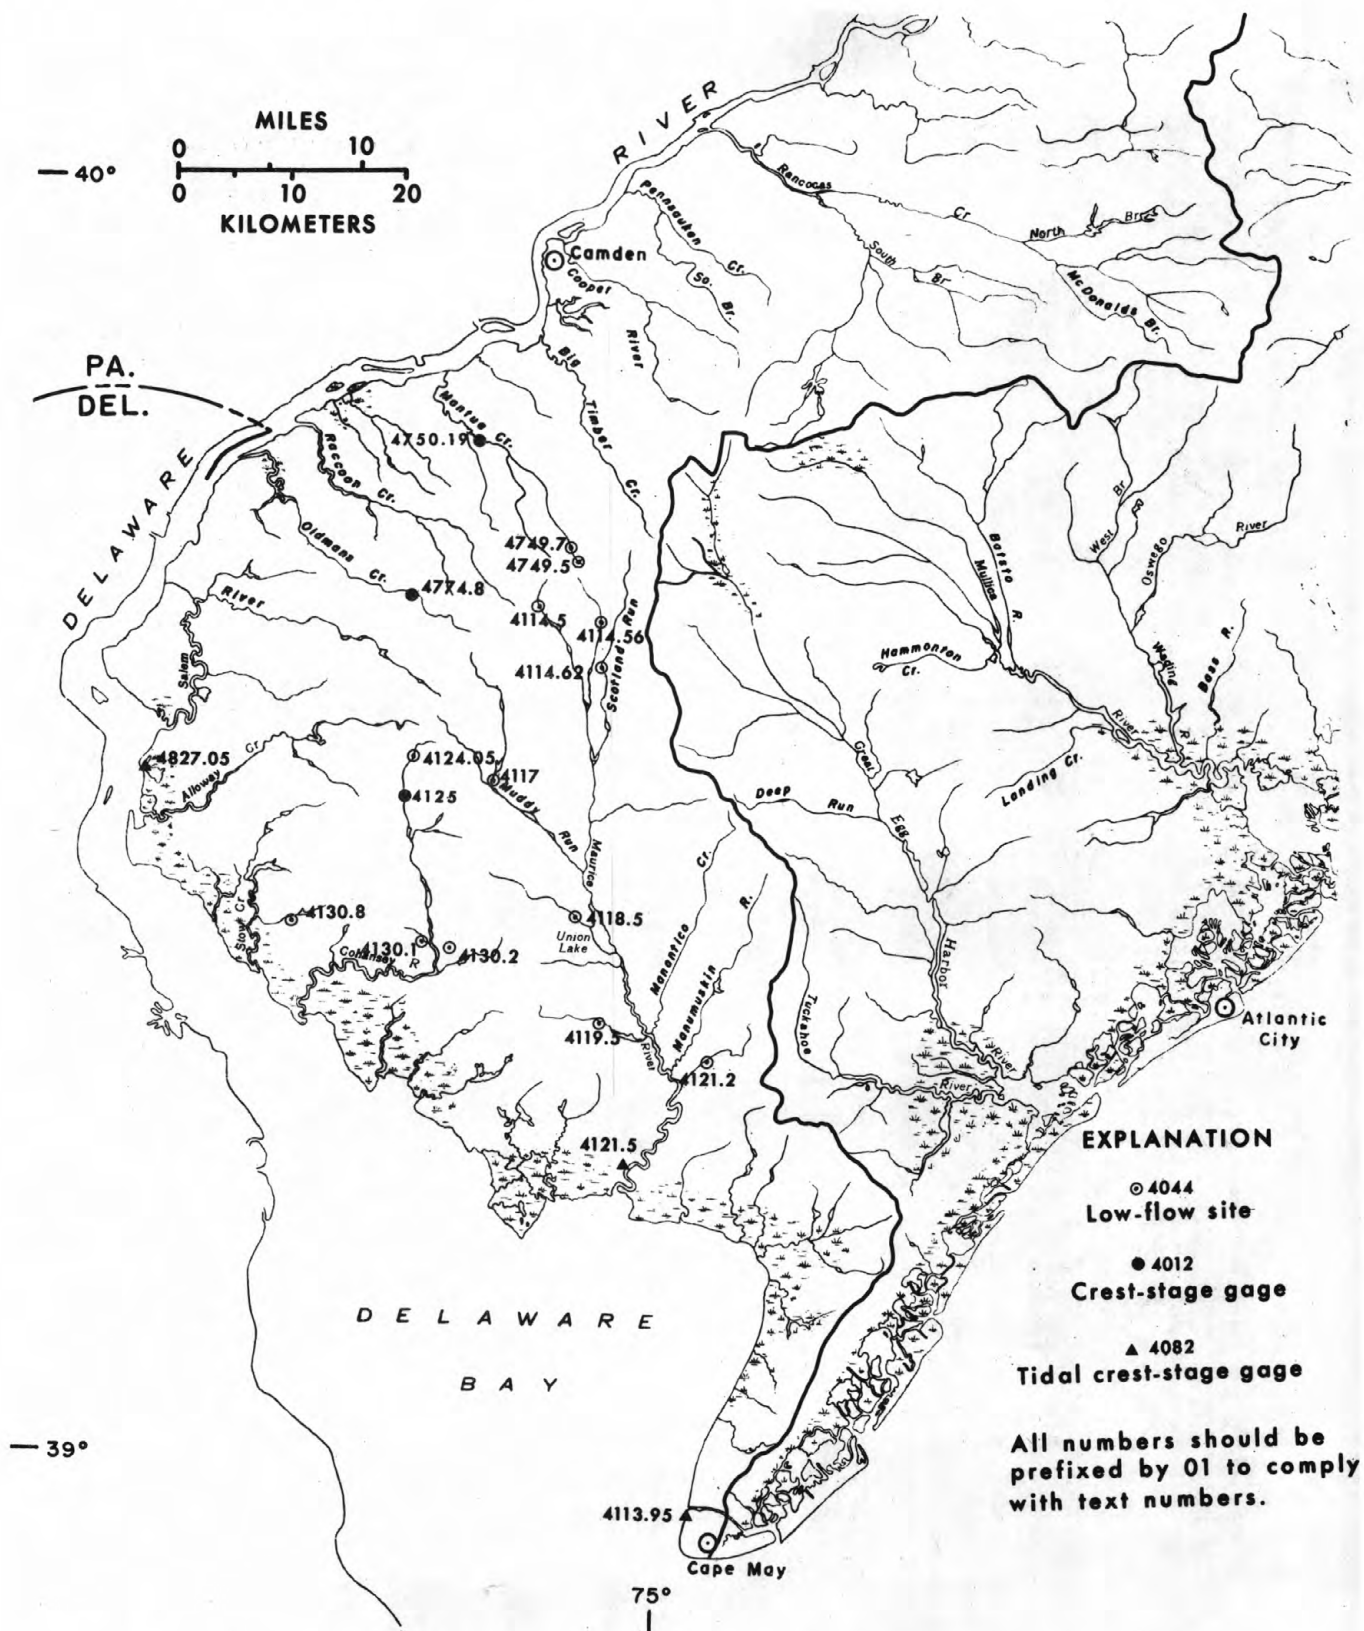 MILES
0 10
0 10 20
KILOMETERS
40°
RIVER
DELAWARE
PA.
DEL.
Rancocas
Cr
North
Br
Pennsauken
Cr.
So.
Br.
South
Br
McDonalds Br.
Camden
Cooper
River
Big
Timber
Cr.
Mantua
Cr.
4750.19
Raccoon
Cr.
Oldmans
Cr.
4774.8
4749.7
4749.5
4114.5
4114.56
4114.62
Scotland
Run
River
Salem
4827.05
Alloway
Cr
4124.05
4125
4117
Muddy
Run
Maurice
4130.8
Stow Cr
4130.1
Cohansey
R
4130.2
4118.5
Union
Lake
Manantico
Cr.
Manumuskin
R.
4119.5
River
4121.2
4121.5
Batsto
R.
Mullica
West
Br
Oswego
River
Hammonton
Cr.
Wading
R
Bass R.
River
Landing Cr.
Deep
Run
Great
Egg
Harbor
River
Tuckahoe
River
Atlantic
City
EXPLANATION
4044
Low-flow site
4012
Crest-stage gage
4082
Tidal crest-stage gage
All numbers should be
prefixed by 01 to comply
with text numbers.
DELAWARE
BAY
39°
4113.95
Cape May
75°